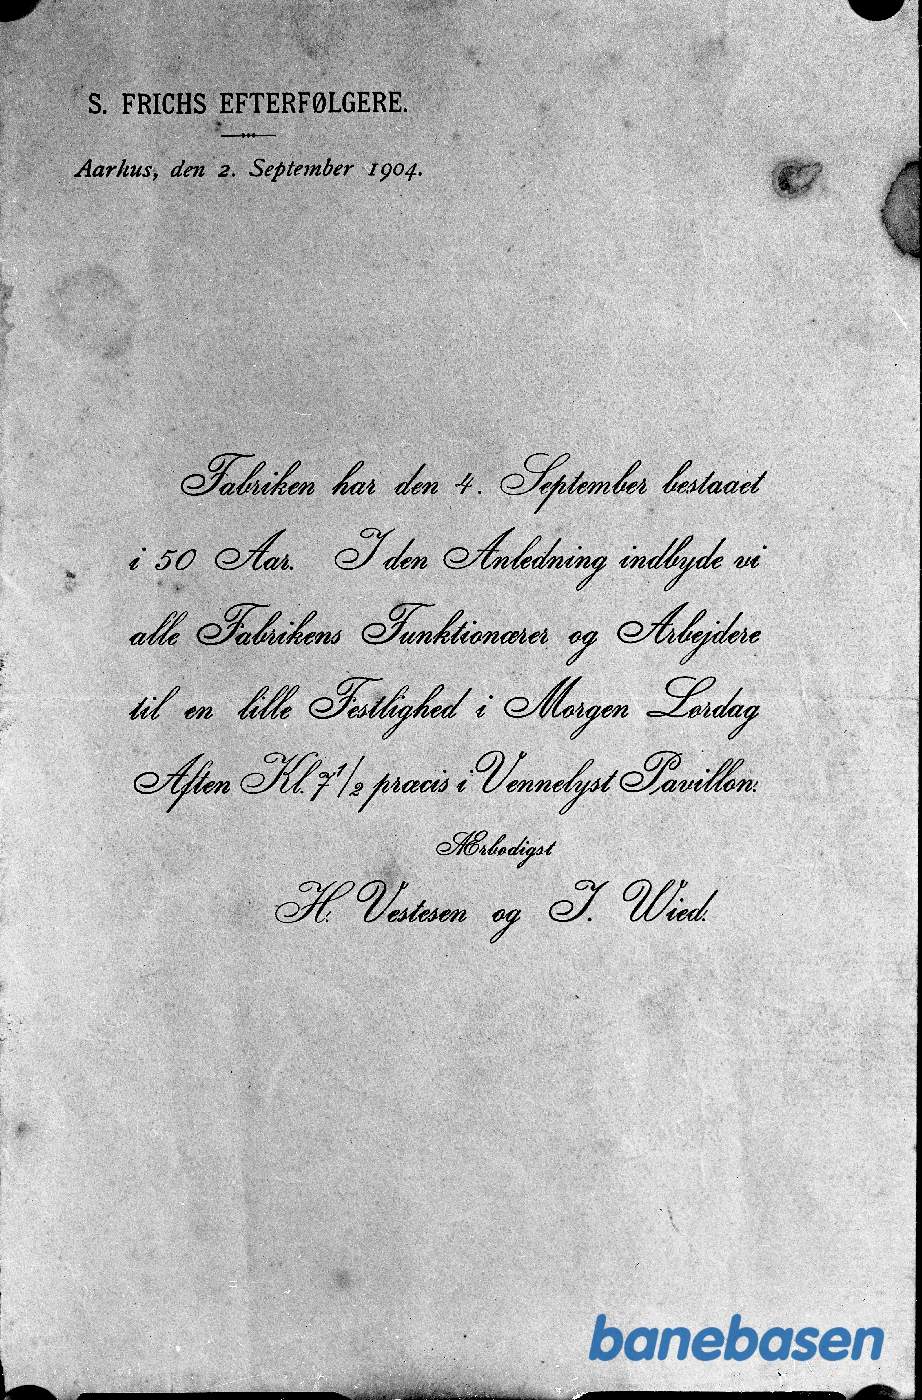 S. FRICHS EFTERFØLGERE.
Aarhus, den 2. September 1904.
Fabriken har den 4. September bestaaet
i 50 Aar. I den Anledning indbyde vi
alle Fabrikens Funktionærer og Arbejdere
til en lille Festlighed i Morgen Lørdag
Aften Kl. 7 1/2 præcis i Vennelyst Pavillon.
Ærbødigst
H. Vestesen og J. Wied.
banebasen